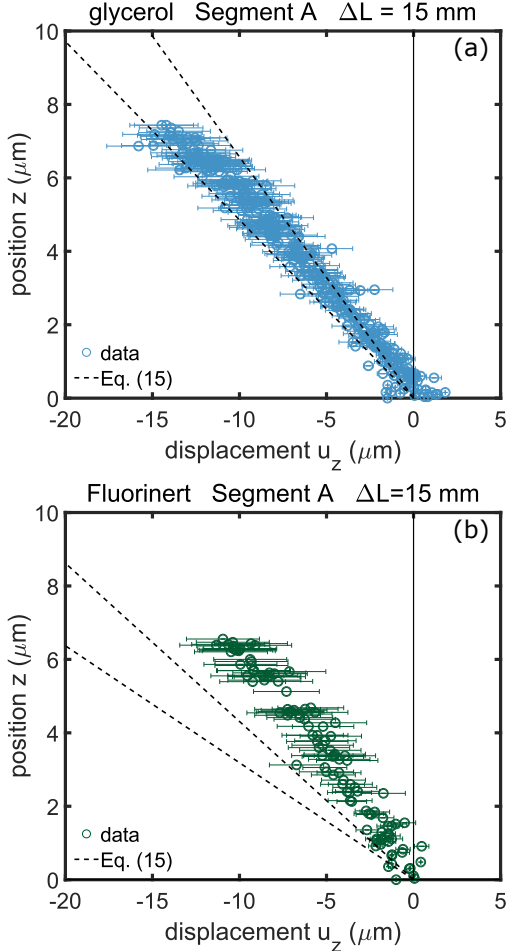 glycerol Segment A ΔL = 15 mm
(a)
10
8
6
4
2
0
position z (μm)
data
Eq. (15)
-20 -15 -10 -5 0 5
displacement u_z (μm)
Fluorinert Segment A ΔL=15 mm
(b)
10
8
6
4
2
0
position z (μm)
data
Eq. (15)
-20 -15 -10 -5 0 5
displacement u_z (μm)